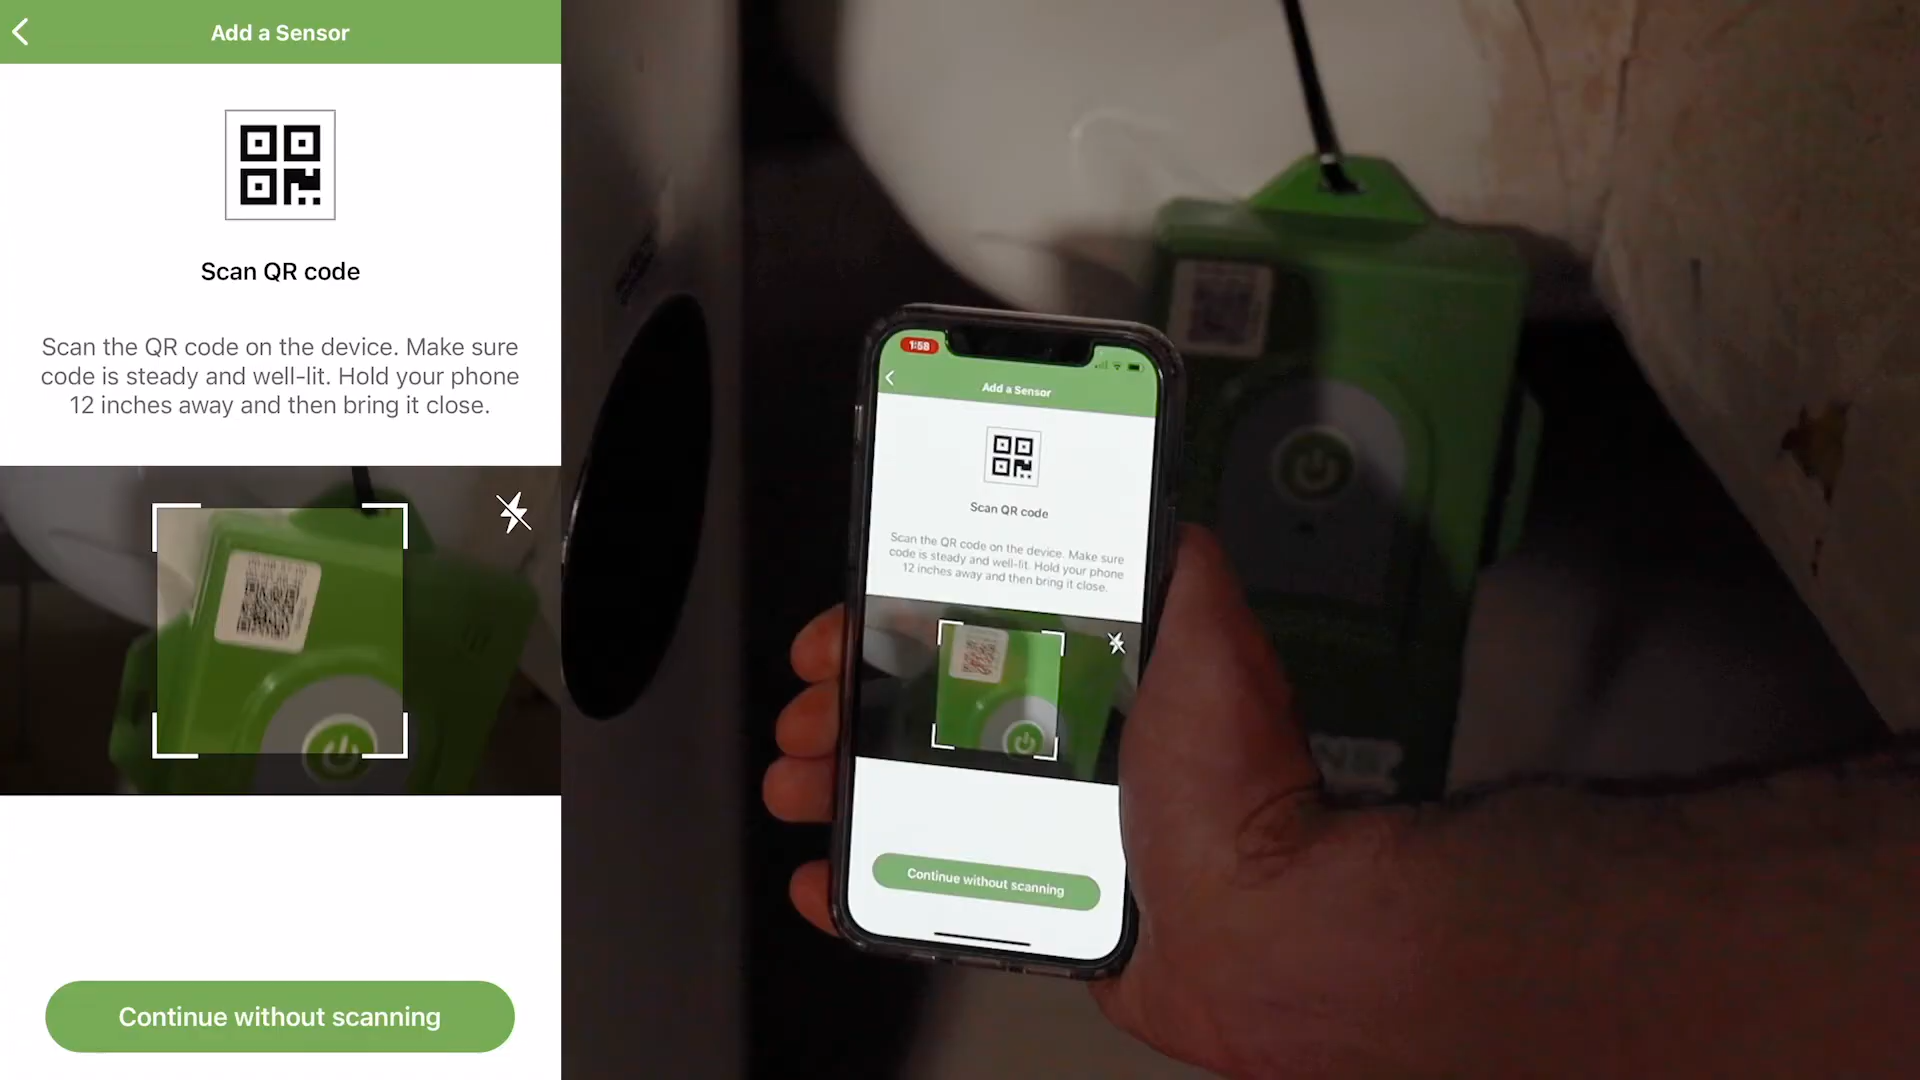 Add a Sensor
Scan QR code
Scan the QR code on the device. Make sure
code is steady and well-lit. Hold your phone
12 inches away and then bring it close.
Continue without scanning
1:58
Add a Sensor
Scan QR code
Scan the QR code on the device. Make sure
code is steady and well-lit. Hold your phone
12 inches away and then bring it close.
Continue without scanning